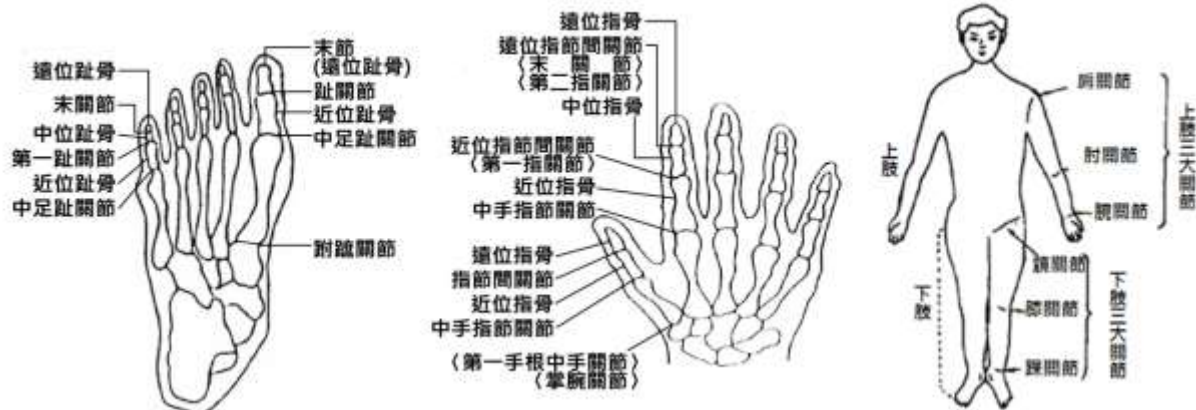 遠位趾骨
末關節
中位趾骨
第一趾關節
近位趾骨
中足趾關節
末節
(遠位趾骨)
趾關節
近位趾骨
中足趾關節
跗蹠關節
遠位指骨
遠位指節間關節
〈末關節〉
〈第二指關節〉
中位指骨
近位指節間關節
〈第一指關節〉
近位指骨
中手指節關節
遠位指骨
指節間關節
近位指骨
中手指節關節
〈第一手根中手關節〉
〈掌腕關節〉
上肢
肩關節
肘關節
腕關節
上肢三大關節
下肢
髖關節
膝關節
踝關節
下肢三大關節